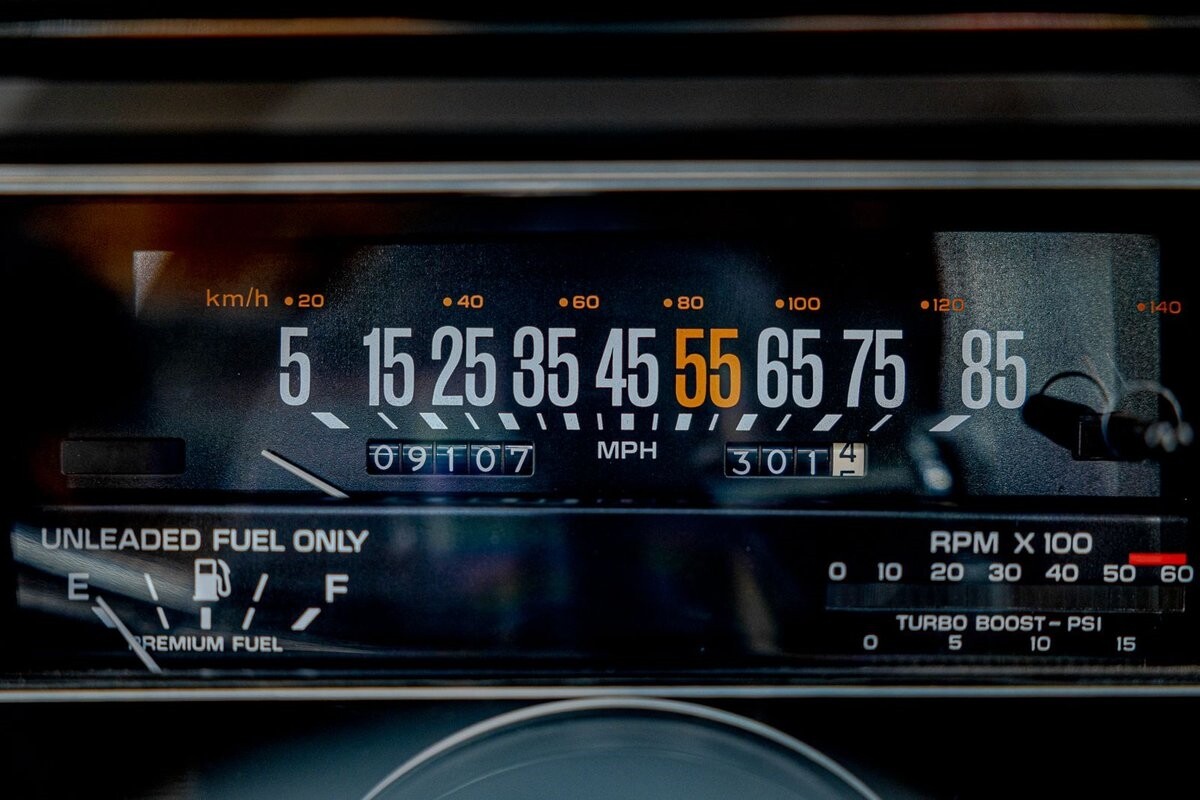 km/h 20 40 60 80 100 120 140
5 15 25 35 45 55 65 75 85
09107 MPH 3014
UNLEADED FUEL ONLY
E F
PREMIUM FUEL
RPM X 100
0 10 20 30 40 50 60
TURBO BOOST-PSI
0 5 10 15